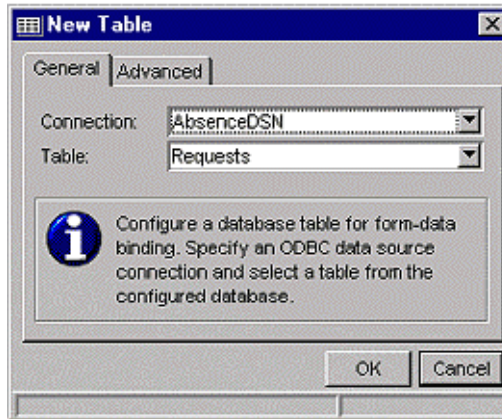 New Table
General Advanced
Connection: AbsenceDSN
Table: Requests
Configure a database table for form-data
binding. Specify an ODBC data source
connection and select a table from the
configured database.
OK Cancel